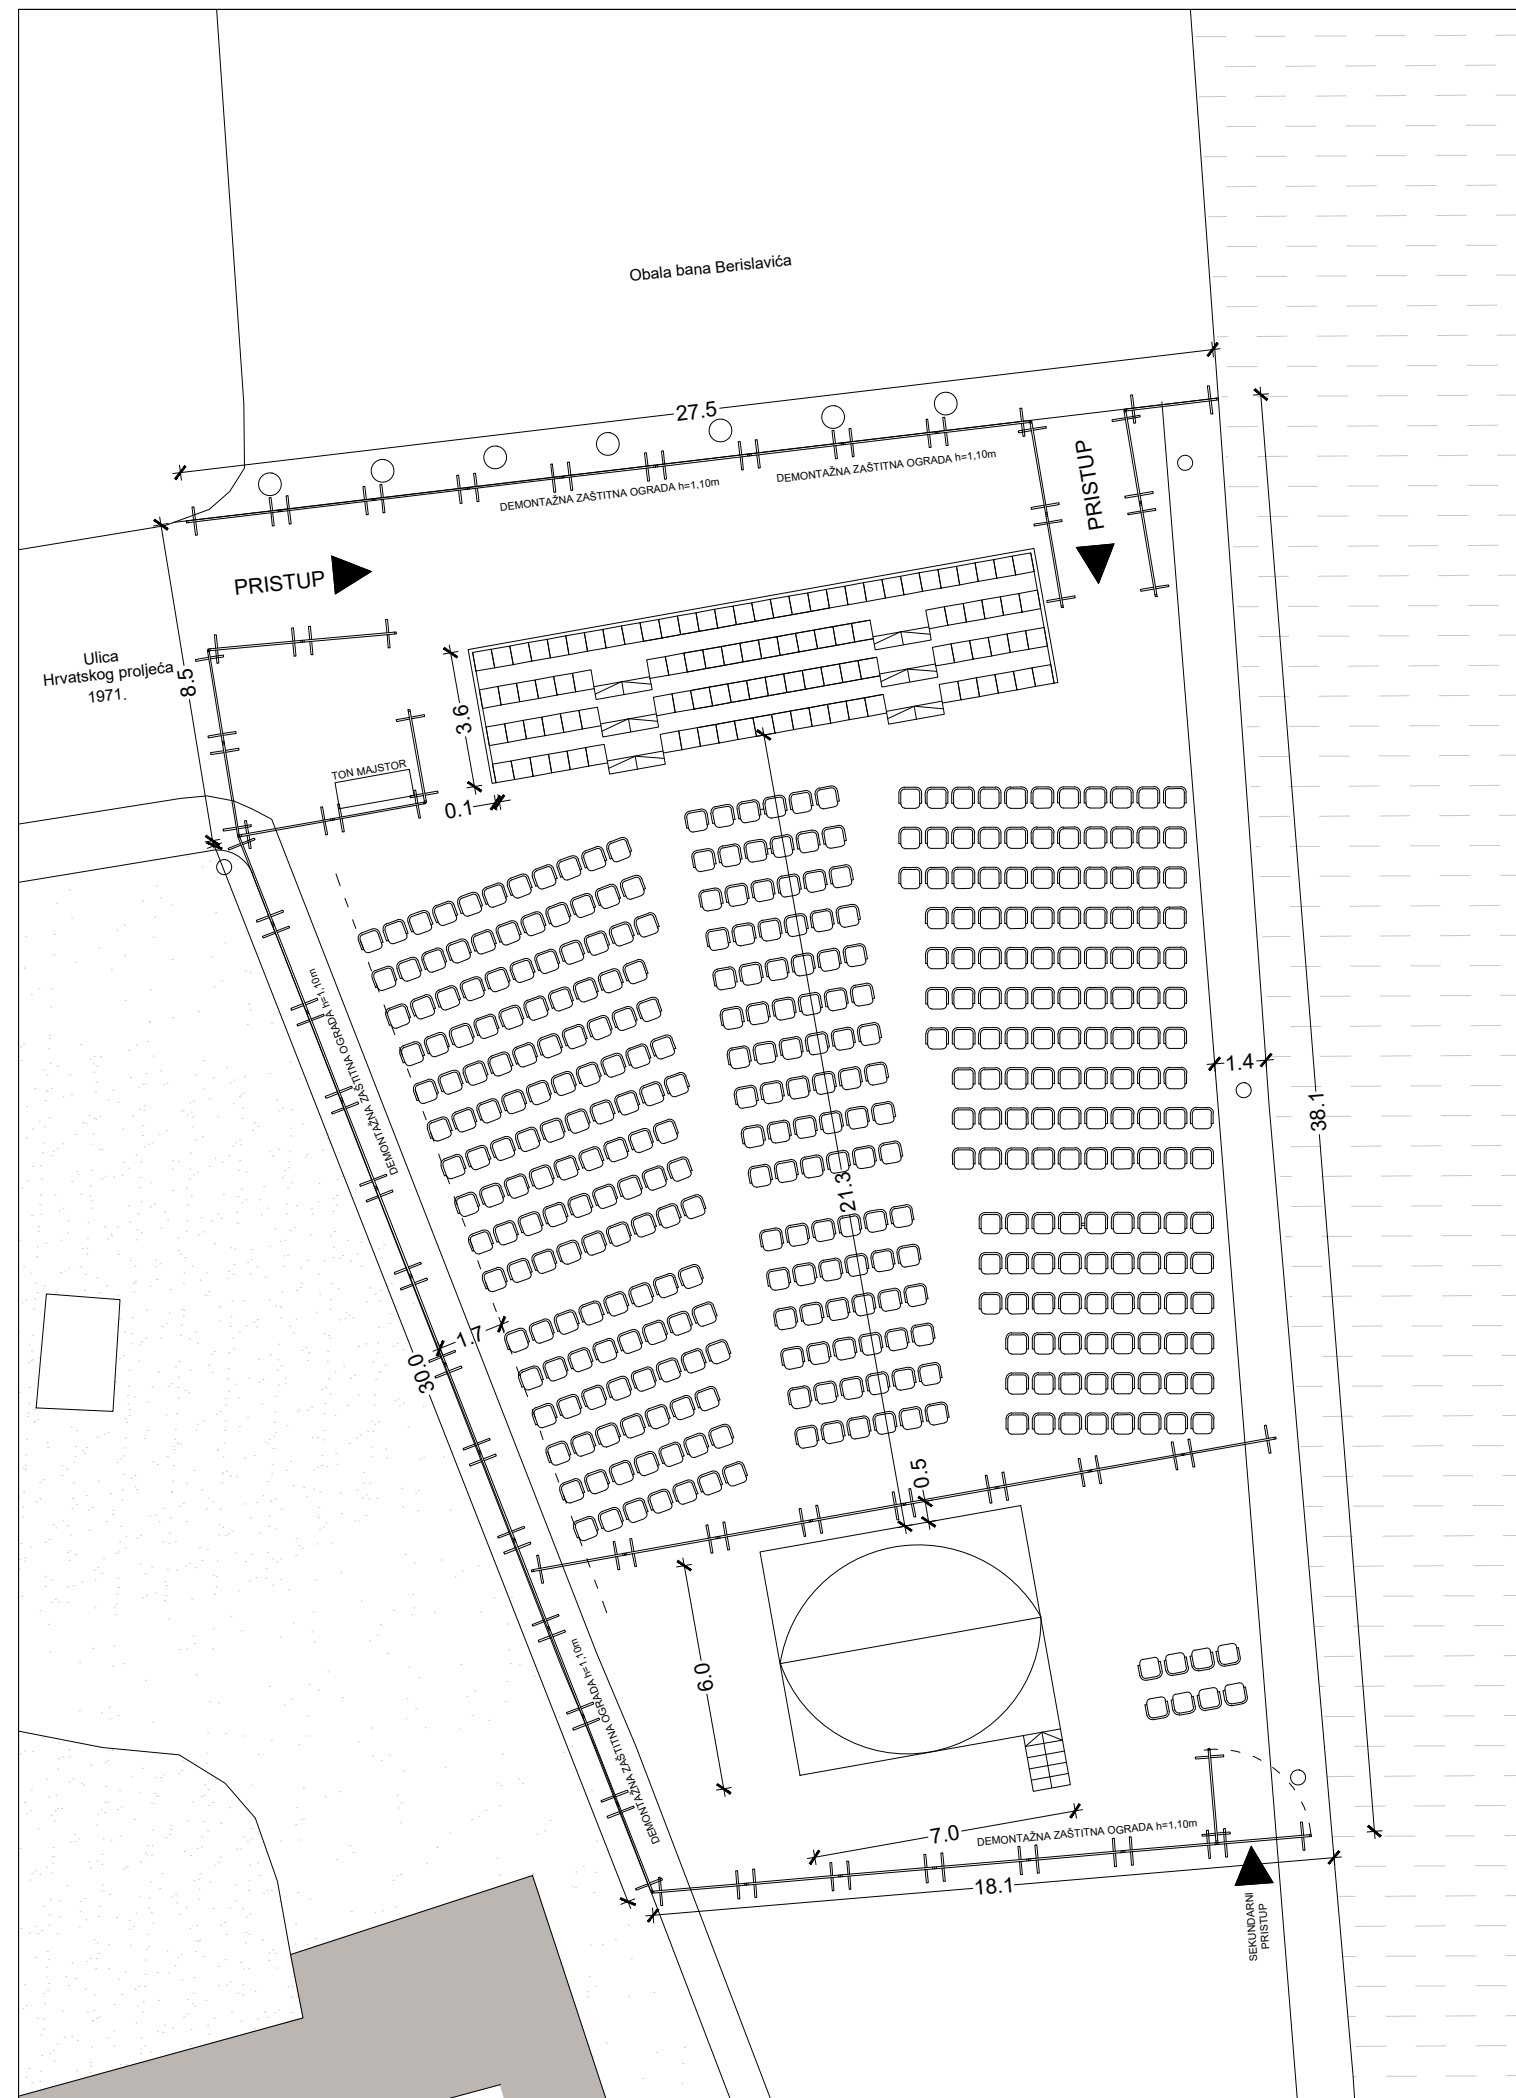 Obala bana Berislavića
27.5
DEMONTAŽNA ZAŠTITNA OGRADA h=1,10m
DEMONTAŽNA ZAŠTITNA OGRADA h=1,10m
PRISTUP
PRISTUP
Ulica
Hrvatskog proljeća
1971.
8.5
3.6
TON MAJSTOR
0.1
DEMONTAŽNA ZAŠTITNA OGRADA h=1,10m
1.4
38.1
21.3
1.7
30.0
0.5
6.0
DEMONTAŽNA ZAŠTITNA OGRADA h=1,10m
7.0
DEMONTAŽNA ZAŠTITNA OGRADA h=1,10m
18.1
SEKUNDARNI
PRISTUP